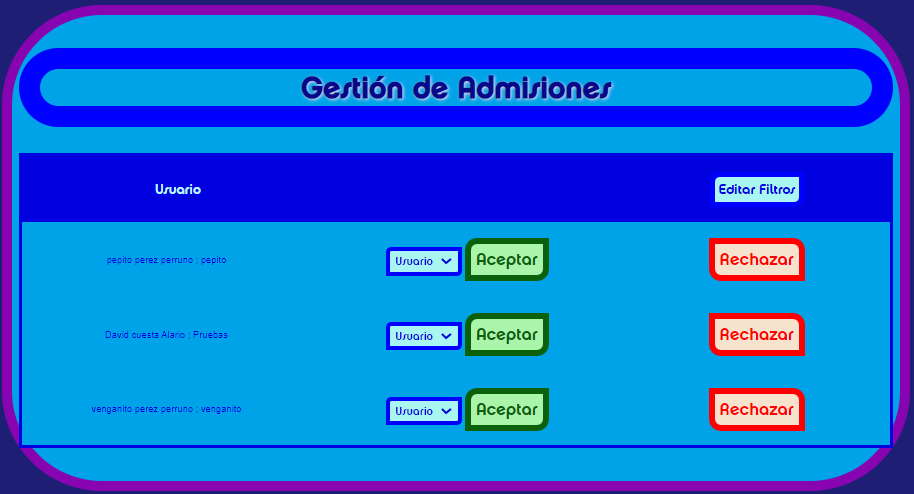 Gestión de Admisiones
Usuario Editar Filtros
pepito perez perruno ; pepito Usuario Aceptar Rechazar
David cuesta Alario ; Pruebas Usuario Aceptar Rechazar
venganito perez perruno ; venganito Usuario Aceptar Rechazar